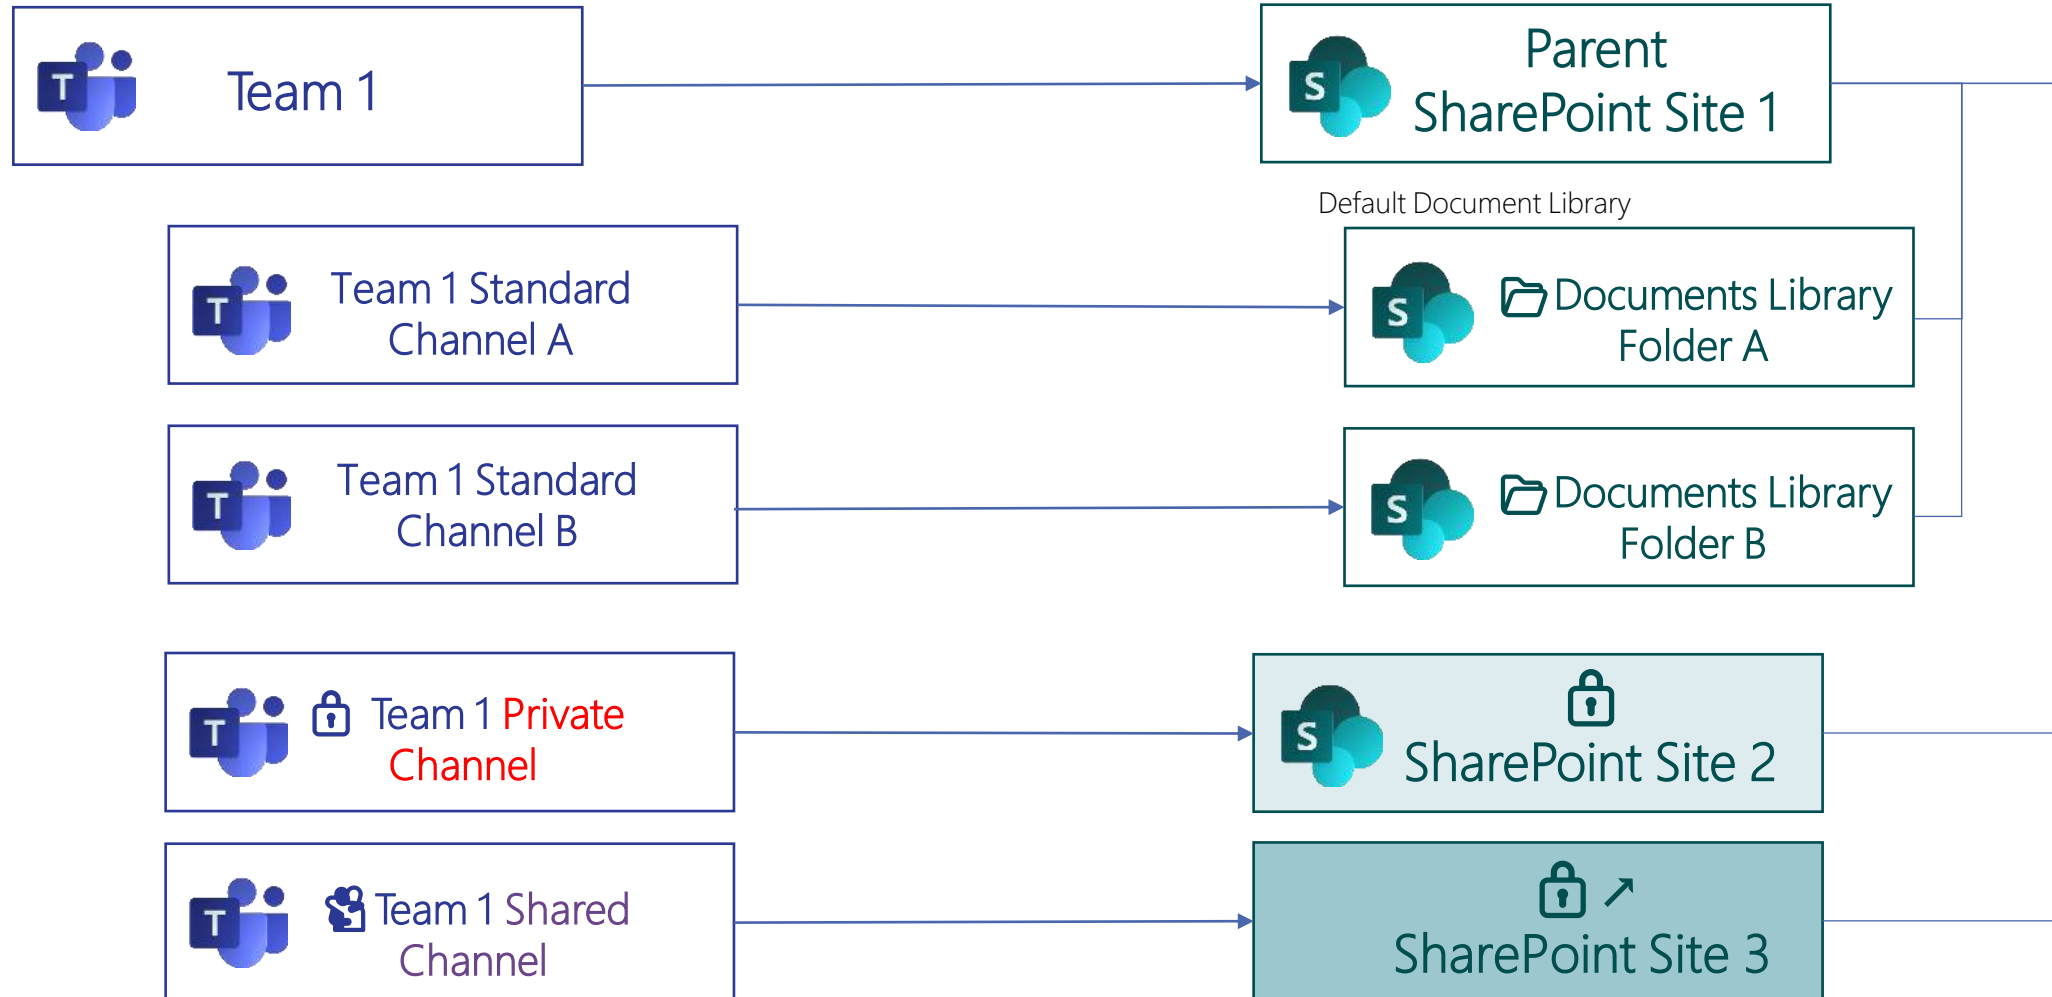 T
Team 1
S
Parent
SharePoint Site 1
Default Document Library
T
Team 1 Standard
Channel A
S
Documents Library
Folder A
T
Team 1 Standard
Channel B
S
Documents Library
Folder B
T
Team 1 Private
Channel
S
SharePoint Site 2
T
Team 1 Shared
Channel
SharePoint Site 3